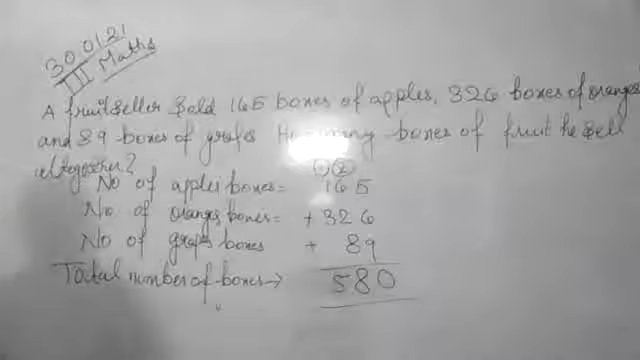 30.01.21
III Maths
A fruitseller sold 165 boxes of apples, 326 boxes of oranges
and 89 boxes of grapes How many boxes of fruit he sell
altogether?
1 2
No of apples boxes= 165
No of oranges boxes= + 326
No of grapes boxes + 89
Total number of boxes→ 580